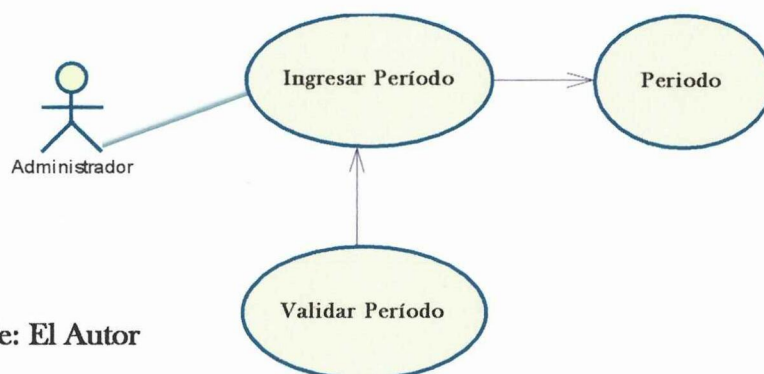 Ingresar Período
Periodo
Administrador
Validar Período
e: El Autor